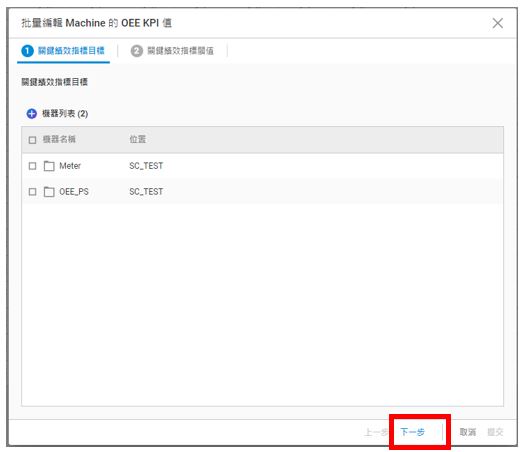 批量編輯 Machine 的 OEE KPI 值
1 關鍵績效指標目標 2 關鍵績效指標閾值
關鍵績效指標目標
機器列表 (2)
機器名稱 位置
Meter SC_TEST
OEE_PS SC_TEST
上一步 下一步 取消 提交